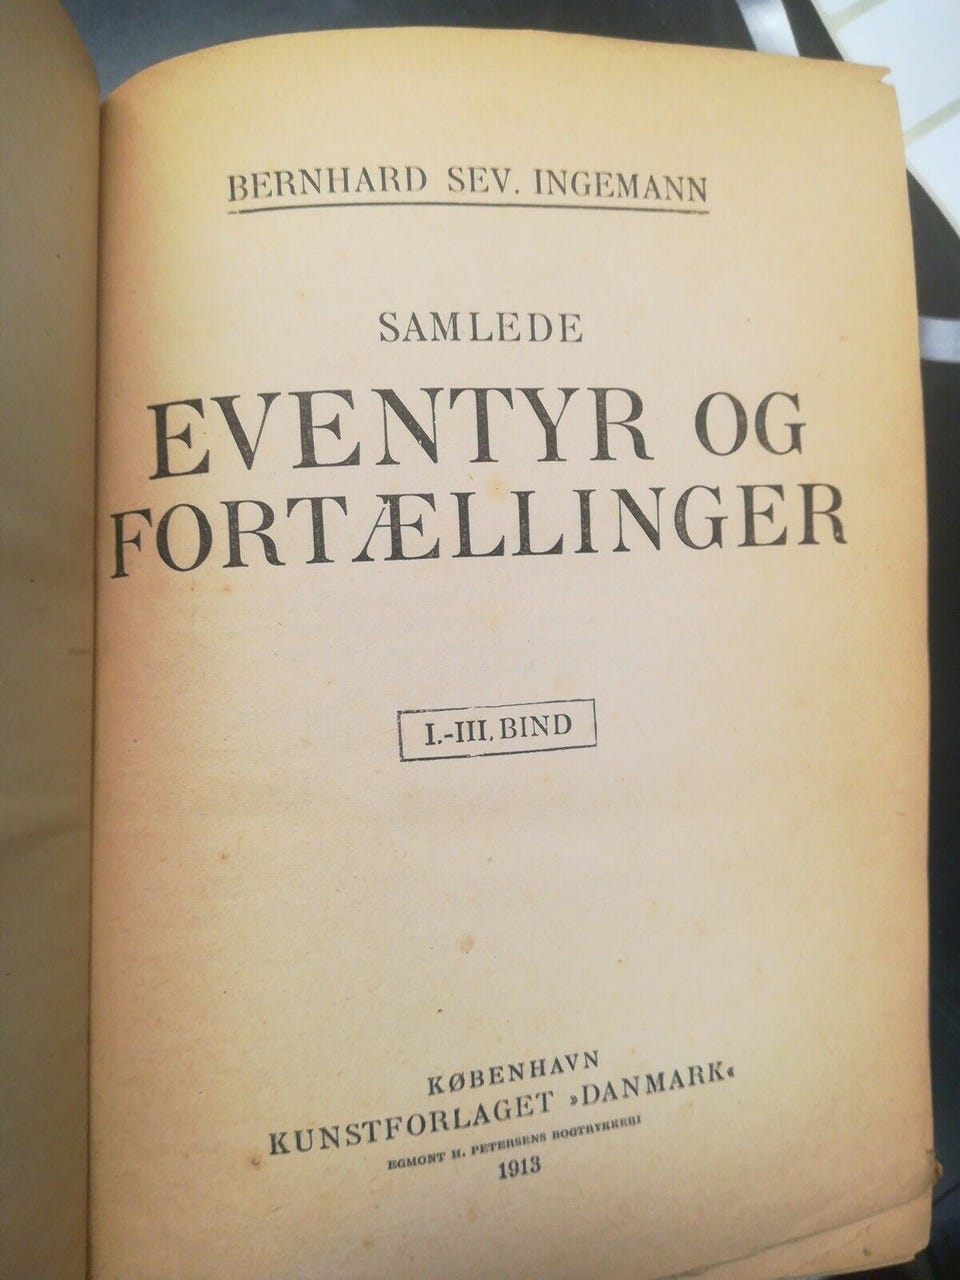 BERNHARD SEV. INGEMANN
SAMLEDE
EVENTYR OG
FORTÆLLINGER
I.-III. BIND
KØBENHAVN
KUNSTFORLAGET »DANMARK«
EGMONT H. PETERSENS BOGTRYKKERI
1913